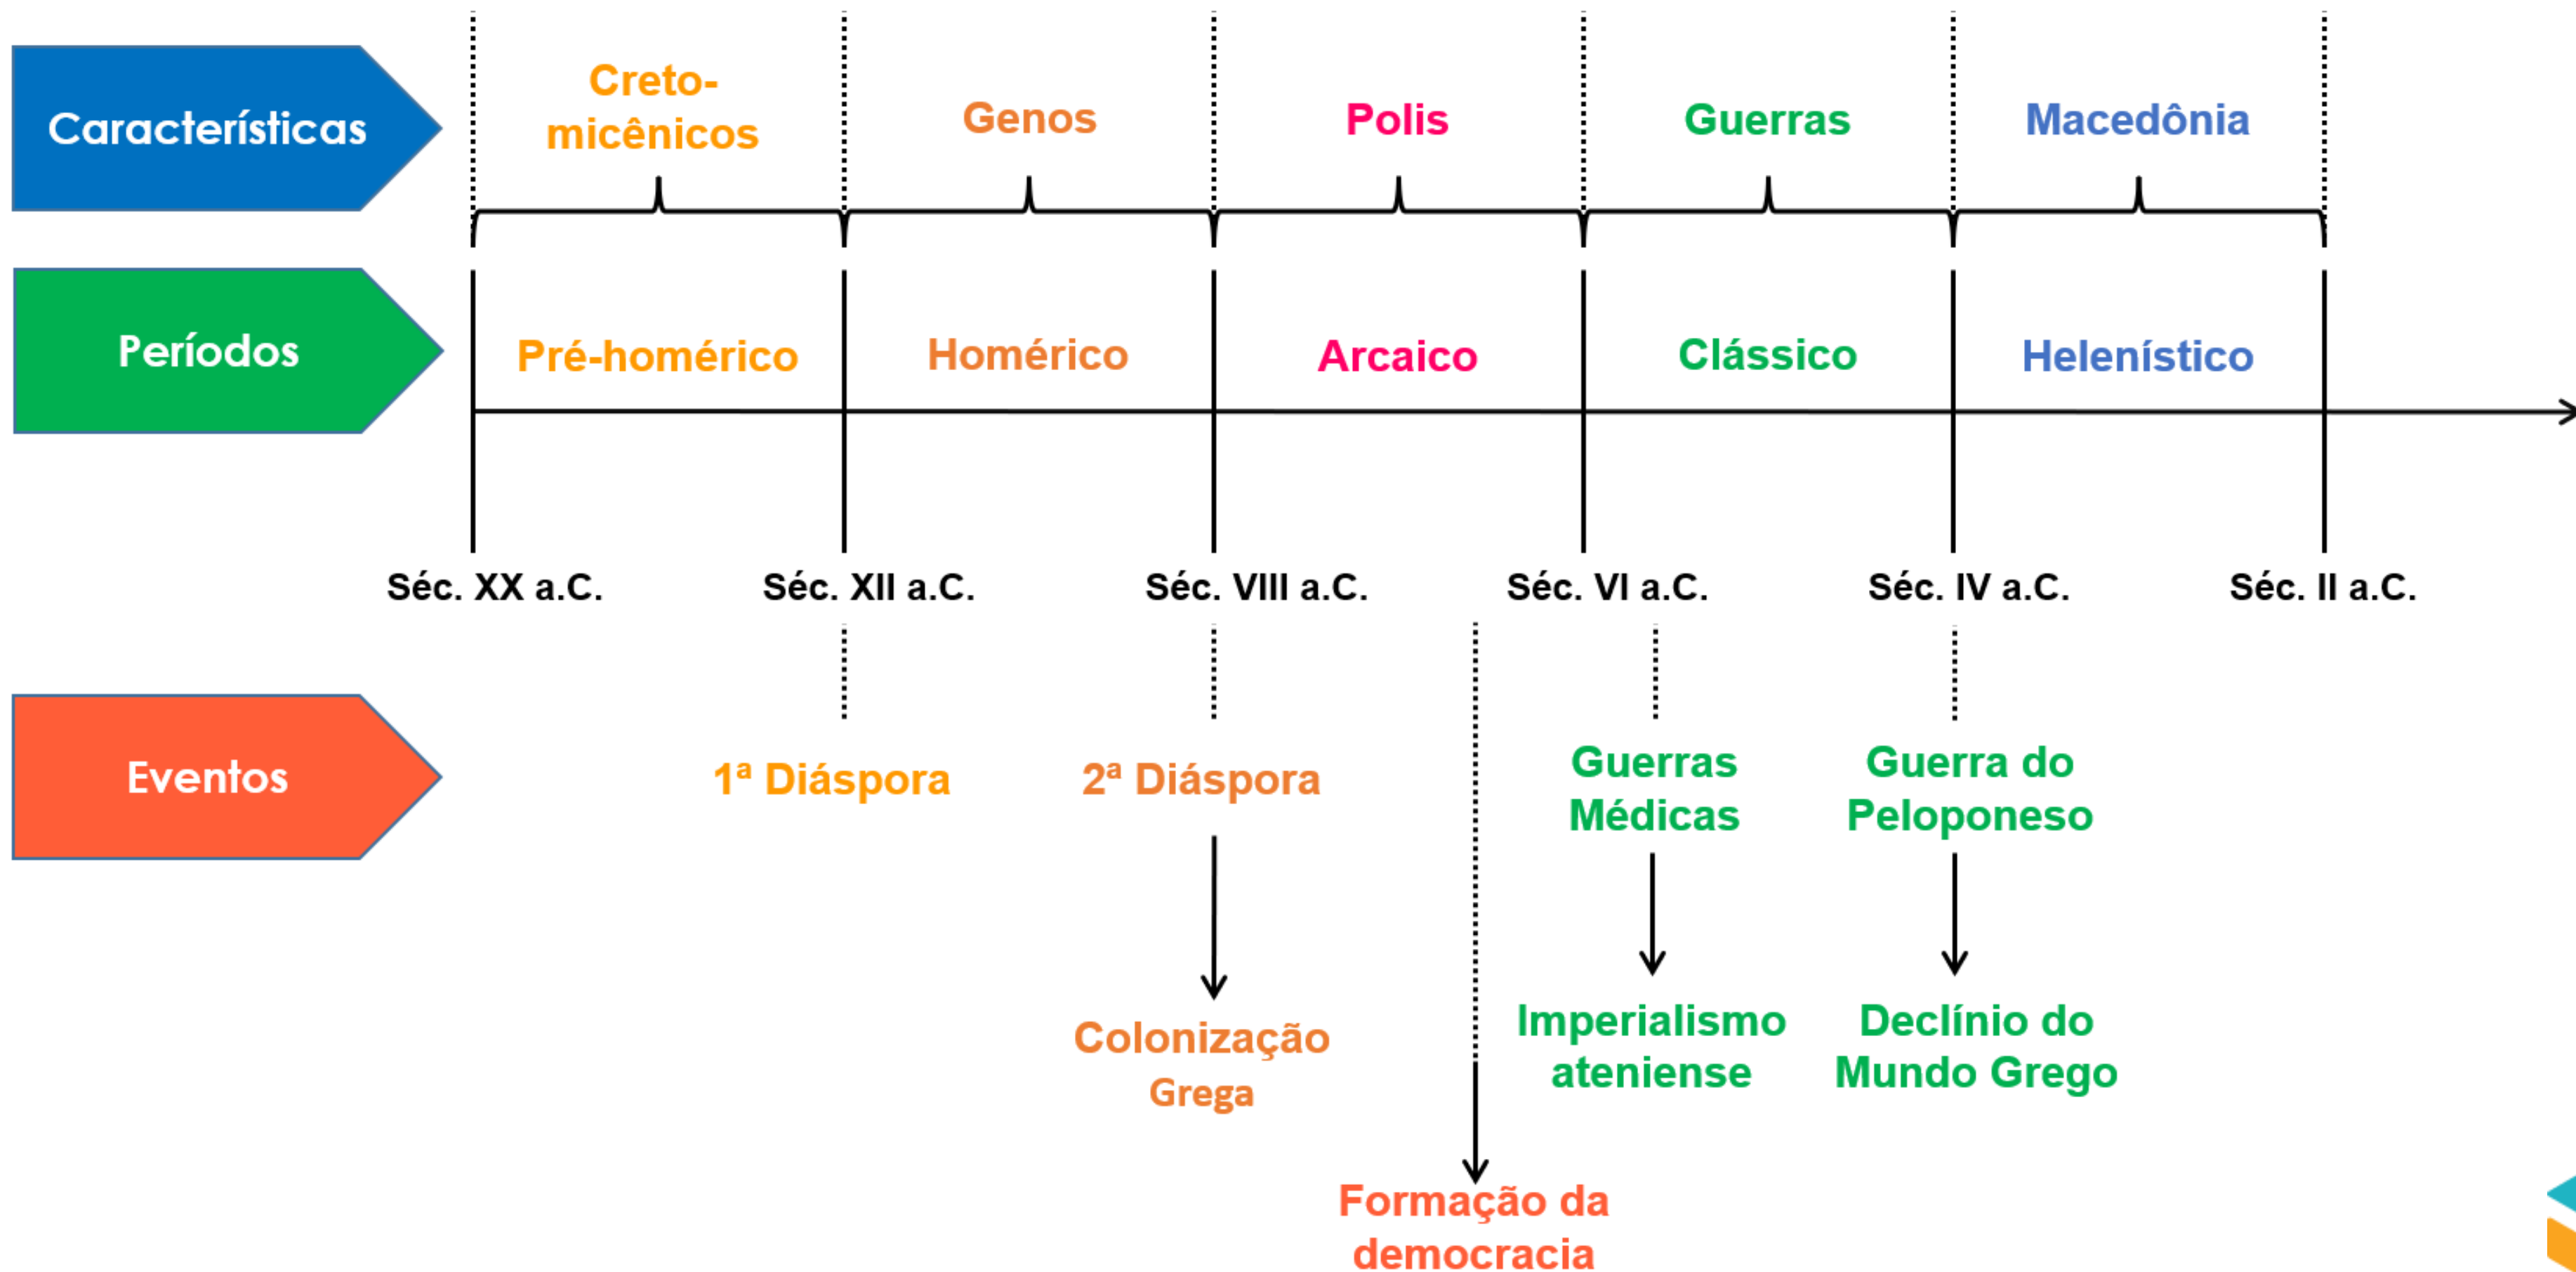 Características
Creto-
micênicos
Genos
Polis
Guerras
Macedônia
Períodos
Pré-homérico
Homérico
Arcaico
Clássico
Helenístico
Séc. XX a.C.
Séc. XII a.C.
Séc. VIII a.C.
Séc. VI a.C.
Séc. IV a.C.
Séc. II a.C.
Eventos
1ª Diáspora
2ª Diáspora
Guerras
Médicas
Guerra do
Peloponeso
Colonização
Grega
Imperialismo
ateniense
Declínio do
Mundo Grego
Formação da
democracia